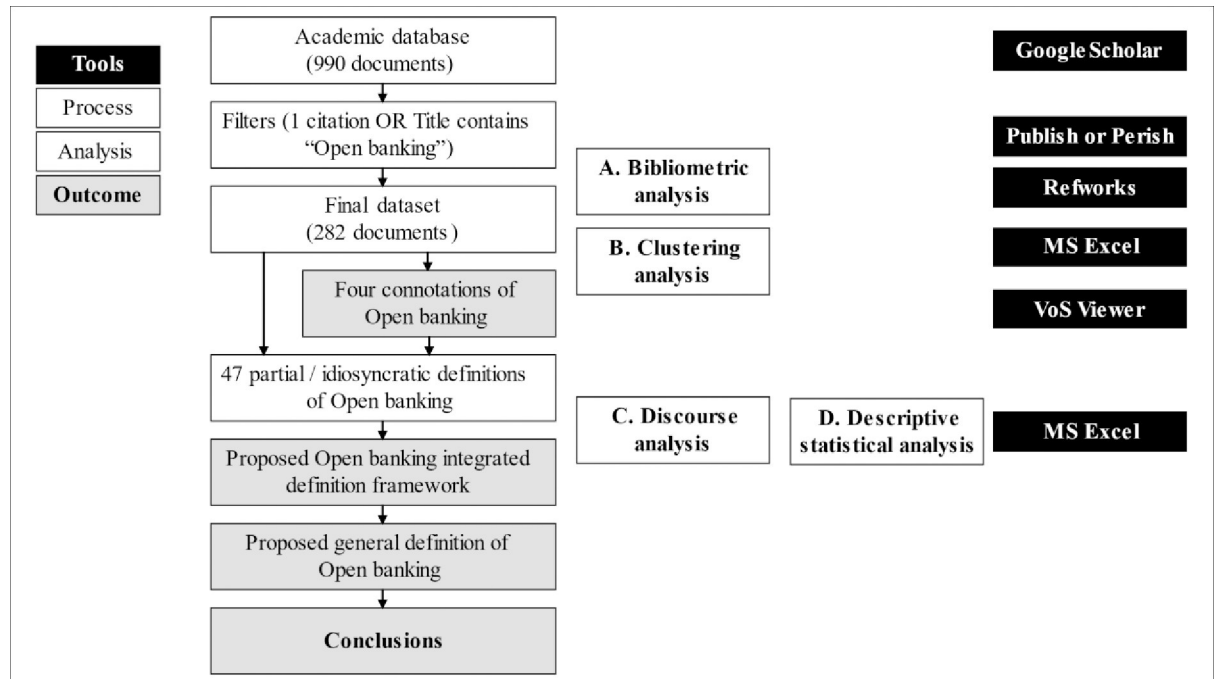 Tools
Process
Analysis
Outcome
Academic database
(990 documents)
Filters (1 citation OR Title contains
“Open banking”)
Final dataset
(282 documents )
Four connotations of
Open banking
47 partial / idiosyncratic definitions
of Open banking
Proposed Open banking integrated
definition framework
Proposed general definition of
Open banking
Conclusions
A. Bibliometric
analysis
B. Clustering
analysis
C. Discourse
analysis
D. Descriptive
statistical analysis
Google Scholar
Publish or Perish
Refworks
MS Excel
VoS Viewer
MS Excel